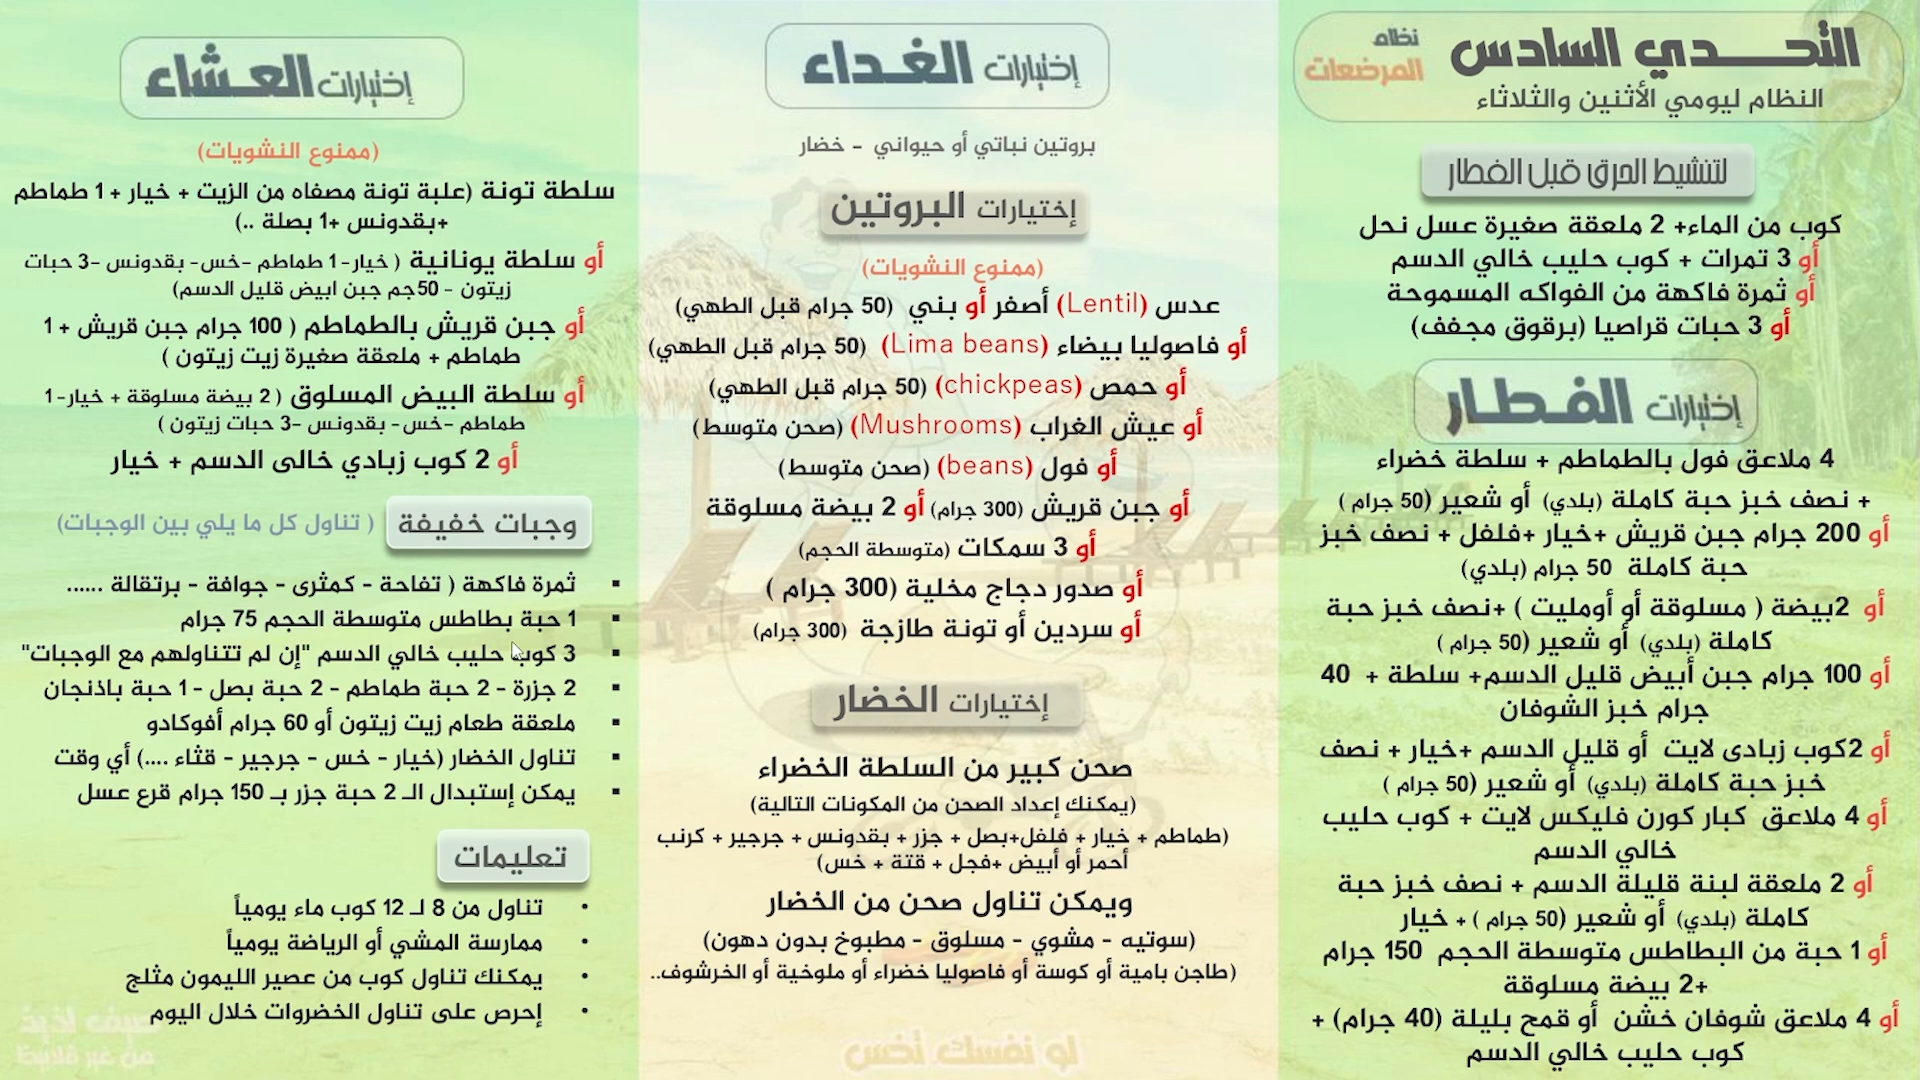 التحدي السادس
نظام
المرضعات
النظام ليومي الأثنين والثلاثاء
لتنشيط الحرق قبل الفطار
كوب من الماء+ 2 ملعقة صغيرة عسل نحل
أو 3 تمرات + كوب حليب خالي الدسم
أو ثمرة فاكهة من الفواكه المسموحة
أو 3 حبات قراصيا (برقوق مجفف)
إختيارات الفطار
4 ملاعق فول بالطماطم + سلطة خضراء
+ نصف خبز حبة كاملة (بلدي) أو شعير (50 جرام )
أو 200 جرام جبن قريش +خيار +فلفل + نصف خبز
حبة كاملة 50 جرام (بلدي)
أو 2بيضة ( مسلوقة أو أومليت ) +نصف خبز حبة
كاملة (بلدي) أو شعير (50 جرام )
أو 100 جرام جبن أبيض قليل الدسم+ سلطة + 40
جرام خبز الشوفان
أو 2كوب زبادى لايت أو قليل الدسم +خيار + نصف
خبز حبة كاملة (بلدي) أو شعير (50 جرام )
أو 4 ملاعق كبار كورن فليكس لايت + كوب حليب
خالي الدسم
أو 2 ملعقة لبنة قليلة الدسم + نصف خبز حبة
كاملة (بلدي) أو شعير (50 جرام ) + خيار
أو 1 حبة من البطاطس متوسطة الحجم 150 جرام
+2 بيضة مسلوقة
أو 4 ملاعق شوفان خشن أو قمح بليلة (40 جرام) +
كوب حليب خالي الدسم
إختيارات الغداء
بروتين نباتي أو حيواني - خضار
إختيارات البروتين
(ممنوع النشويات)
عدس (Lentil) أصفر أو بني (50 جرام قبل الطهي)
أو فاصوليا بيضاء (Lima beans) (50 جرام قبل الطهي)
أو حمص (chickpeas) (50 جرام قبل الطهي)
أو عيش الغراب (Mushrooms) (صحن متوسط)
أو فول (beans) (صحن متوسط)
أو جبن قريش (300 جرام) أو 2 بيضة مسلوقة
أو 3 سمكات (متوسطة الحجم)
أو صدور دجاج مخلية (300 جرام )
أو سردين أو تونة طازجة (300 جرام)
إختيارات الخضار
صحن كبير من السلطة الخضراء
(يمكنك إعداد الصحن من المكونات التالية)
(طماطم + خيار + فلفل+بصل + جزر + بقدونس + جرجير + كرنب
أحمر أو أبيض +فجل + قتة + خس)
ويمكن تناول صحن من الخضار
(سوتيه - مشوي - مسلوق - مطبوخ بدون دهون)
(طاجن بامية أو كوسة أو فاصوليا خضراء أو ملوخية أو الخرشوف..
لو نفسك تخس
إختيارات العشاء
(ممنوع النشويات)
سلطة تونة (علبة تونة مصفاه من الزيت + خيار + 1 طماطم
+بقدونس +1 بصلة ..)
أو سلطة يونانية ( خيار-1 طماطم -خس- بقدونس -3 حبات
زيتون - 50جم جبن ابيض قليل الدسم)
أو جبن قريش بالطماطم ( 100 جرام جبن قريش + 1
طماطم + ملعقة صغيرة زيت زيتون )
أو سلطة البيض المسلوق ( 2 بيضة مسلوقة + خيار-1
طماطم -خس- بقدونس -3 حبات زيتون )
أو 2 كوب زبادي خالى الدسم + خيار
وجبات خفيفة ( تناول كل ما يلي بين الوجبات)
▪ ثمرة فاكهة ( تفاحة - كمثرى - جوافة - برتقالة ......
▪ 1 حبة بطاطس متوسطة الحجم 75 جرام
▪ 3 كوب حليب خالي الدسم "إن لم تتناولهم مع الوجبات"
▪ 2 جزرة - 2 حبة طماطم - 2 حبة بصل - 1 حبة باذنجان
▪ ملعقة طعام زيت زيتون أو 60 جرام أفوكادو
▪ تناول الخضار (خيار - خس - جرجير - قثاء ....) أي وقت
▪ يمكن إستبدال الـ 2 حبة جزر بـ 150 جرام قرع عسل
تعليمات
• تناول من 8 لـ 12 كوب ماء يومياً
• ممارسة المشي أو الرياضة يومياً
• يمكنك تناول كوب من عصير الليمون مثلج
• إحرص على تناول الخضروات خلال اليوم